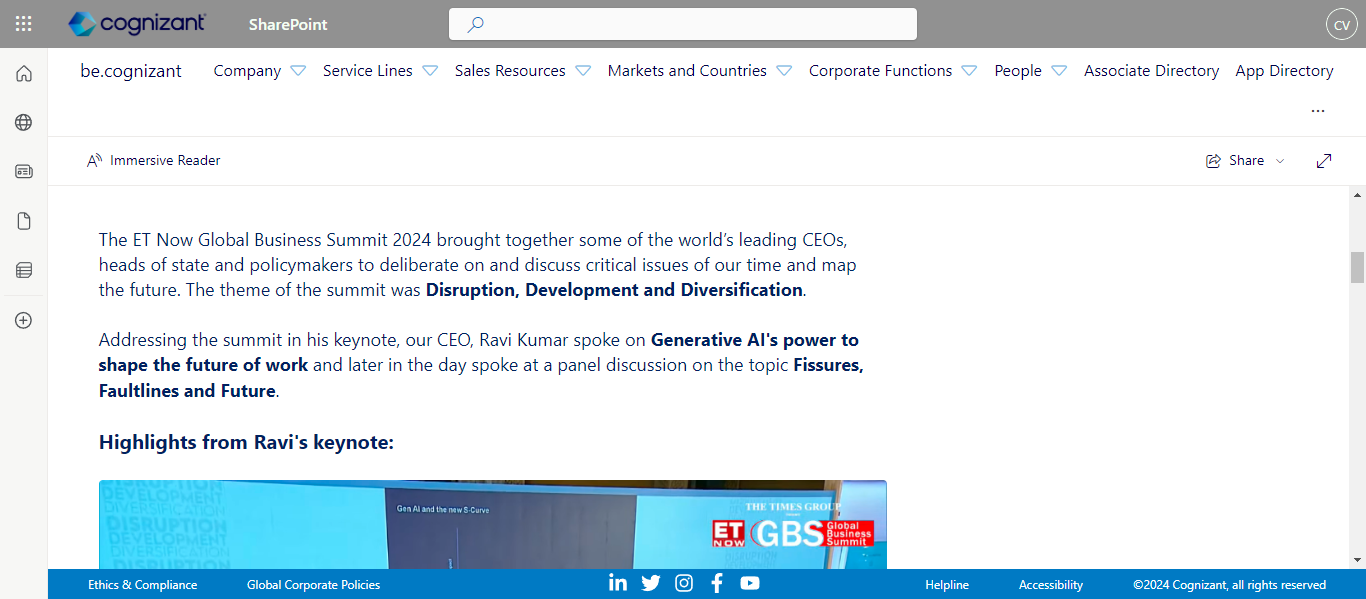 cognizant SharePoint CV
be.cognizant Company Service Lines Sales Resources Markets and Countries Corporate Functions People Associate Directory App Directory
...
Immersive Reader Share
The ET Now Global Business Summit 2024 brought together some of the world’s leading CEOs,
heads of state and policymakers to deliberate on and discuss critical issues of our time and map
the future. The theme of the summit was Disruption, Development and Diversification.
Addressing the summit in his keynote, our CEO, Ravi Kumar spoke on Generative AI's power to
shape the future of work and later in the day spoke at a panel discussion on the topic Fissures,
Faultlines and Future.
Highlights from Ravi's keynote:
DISRUPTION
DEVELOPMENT
DIVERSIFICATION
DISRUPTION
DEVELOPMENT
DIVERSIFICATION
DISRUPTION
Gen AI and the new S-Curve
THE TIMES GROUP
ET NOW GBS Global Business Summit
Ethics & Compliance Global Corporate Policies Helpline Accessibility ©2024 Cognizant, all rights reserved